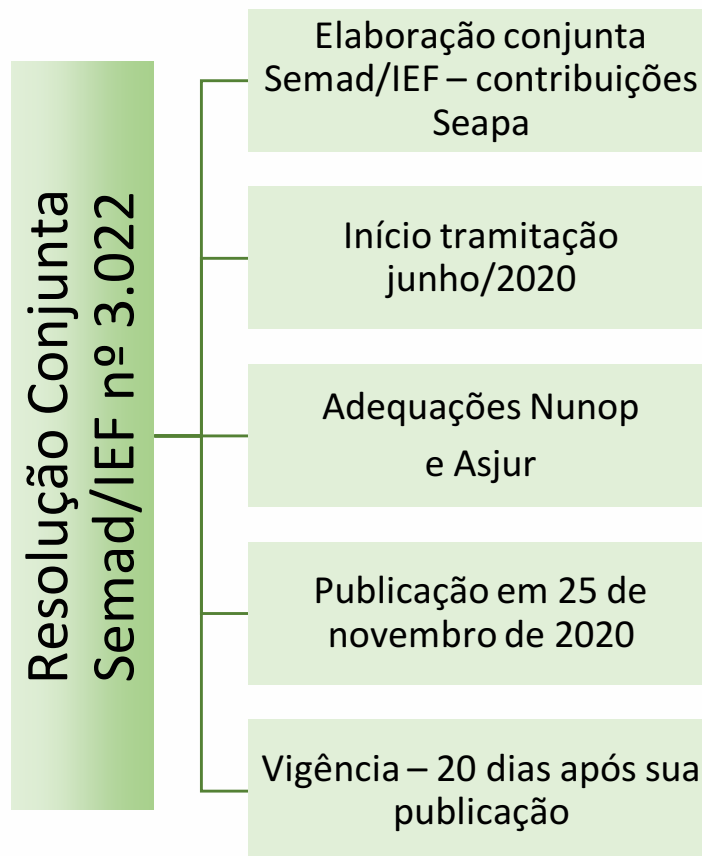 Resolução Conjunta
Semad/IEF nº 3.022
Elaboração conjunta
Semad/IEF – contribuições
Seapa
Início tramitação
junho/2020
Adequações Nunop
e Asjur
Publicação em 25 de
novembro de 2020
Vigência – 20 dias após sua
publicação